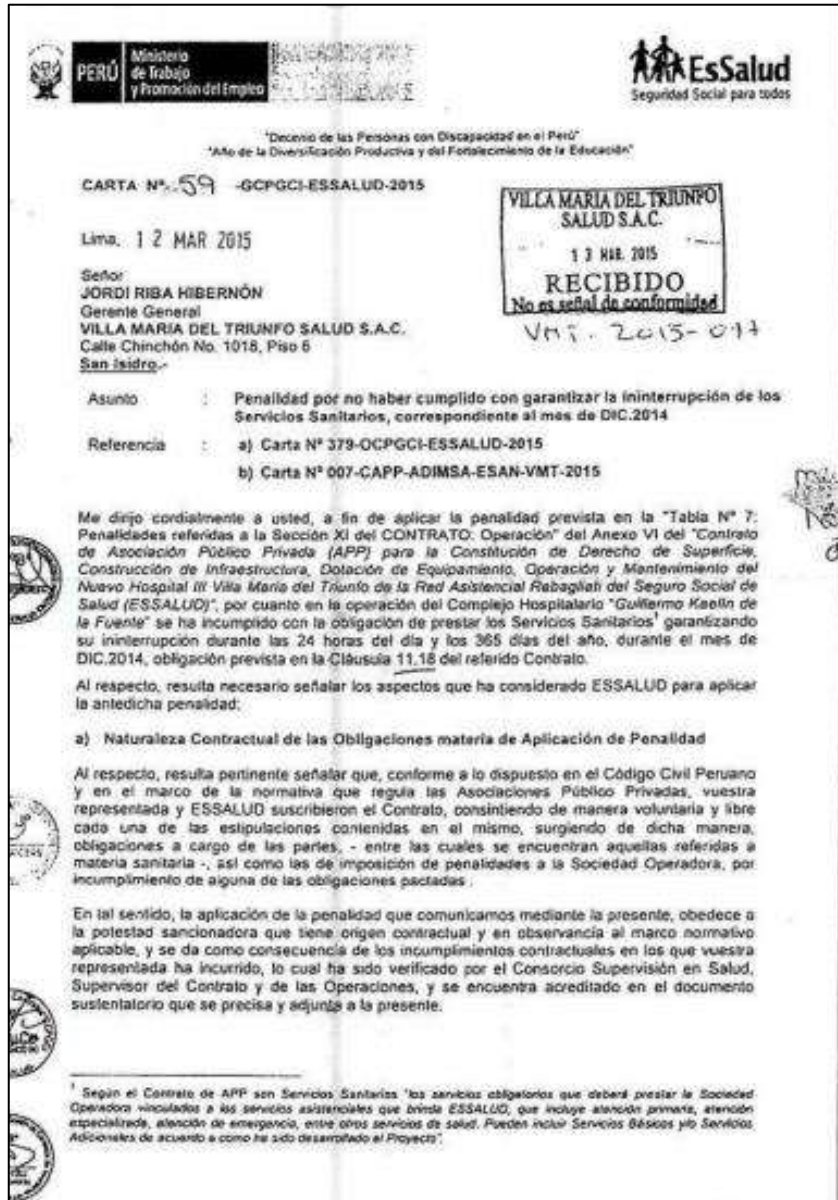 PERÚ
Ministerio
de Trabajo
y Promoción del Empleo
EsSalud
Seguridad Social para todos
"Decenio de las Personas con Discapacidad en el Perú"
"Año de la Diversificación Productiva y del Fortalecimiento de la Educación"
CARTA Nº. 59 -GCPGCI-ESSALUD-2015
Lima, 12 MAR 2015
VILLA MARIA DEL TRIUNFO
SALUD S.A.C.
13 MAR. 2015
RECIBIDO
No es señal de conformidad
Señor
JORDI RIBA HIBERNÓN
Gerente General
VILLA MARIA DEL TRIUNFO SALUD S.A.C.
Calle Chinchón No. 1018, Piso 6
San Isidro.-
Asunto : Penalidad por no haber cumplido con garantizar la ininterrupción de los
Servicios Sanitarios, correspondiente al mes de DIC.2014
Referencia : a) Carta Nº 379-OCPGCI-ESSALUD-2015
b) Carta Nº 007-CAPP-ADIMSA-ESAN-VMT-2015
Me dirijo cordialmente a usted, a fin de aplicar la penalidad prevista en la "Tabla Nº 7:
Penalidades referidas a la Sección XI del CONTRATO: Operación" del Anexo VI del "Contrato
de Asociación Público Privada (APP) para la Constitución de Derecho de Superficie,
Construcción de Infraestructura, Dotación de Equipamiento, Operación y Mantenimiento del
Nuevo Hospital III Villa María del Triunfo de la Red Asistencial Rebagliati del Seguro Social de
Salud (ESSALUD)", por cuanto en la operación del Complejo Hospitalario "Guillermo Kaelin de
la Fuente" se ha incumplido con la obligación de prestar los Servicios Sanitarios¹ garantizando
su ininterrupción durante las 24 horas del día y los 365 días del año, durante el mes de
DIC.2014, obligación prevista en la Cláusula 11.18 del referido Contrato.
Al respecto, resulta necesario señalar los aspectos que ha considerado ESSALUD para aplicar
la antedicha penalidad:
a) Naturaleza Contractual de las Obligaciones materia de Aplicación de Penalidad
Al respecto, resulta pertinente señalar que, conforme a lo dispuesto en el Código Civil Peruano
y en el marco de la normativa que regula las Asociaciones Público Privadas, vuestra
representada y ESSALUD suscribieron el Contrato, consintiendo de manera voluntaria y libre
cada una de las estipulaciones contenidas en el mismo, surgiendo de dicha manera,
obligaciones a cargo de las partes, - entre las cuales se encuentran aquellas referidas a
materia sanitaria -, así como las de imposición de penalidades a la Sociedad Operadora, por
incumplimiento de alguna de las obligaciones pactadas.
En tal sentido, la aplicación de la penalidad que comunicamos mediante la presente, obedece a
la potestad sancionadora que tiene origen contractual y en observancia al marco normativo
aplicable, y se da como consecuencia de los incumplimientos contractuales en los que vuestra
representada ha incurrido, lo cual ha sido verificado por el Consorcio Supervisión en Salud,
Supervisor del Contrato y de las Operaciones, y se encuentra acreditado en el documento
sustentatorio que se precisa y adjunta a la presente.
¹ Según el Contrato de APP son Servicios Sanitarios "los servicios obligatorios que deberá prestar la Sociedad
Operadora vinculados a los servicios asistenciales que brinda ESSALUD, que incluye atención primaria, atención
especializada, atención de emergencia, entre otros servicios de salud. Pueden incluir Servicios Básicos y/o Servicios
Adicionales de acuerdo a como ha sido desarrollado el Proyecto".